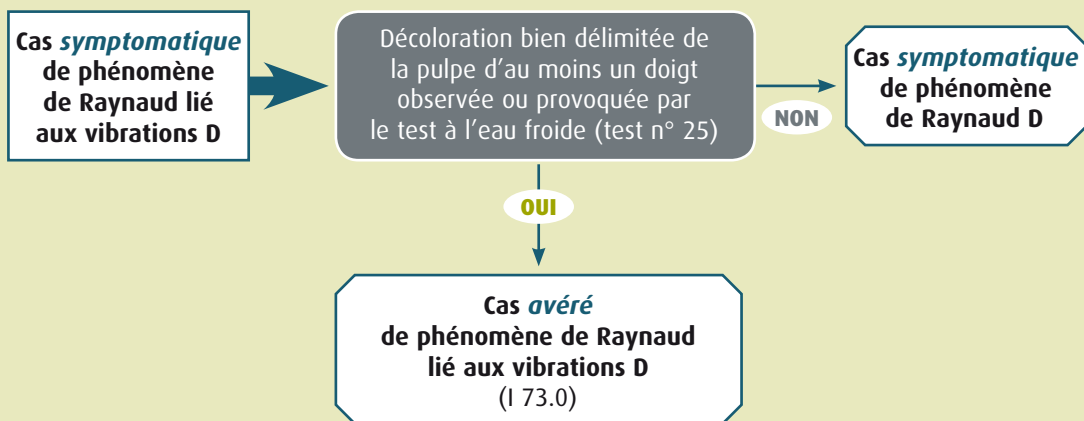 Cas symptomatique
de phénomène
de Raynaud lié
aux vibrations D
Décoloration bien délimitée de
la pulpe d'au moins un doigt
observée ou provoquée par
le test à l'eau froide (test n° 25)
NON
Cas symptomatique
de phénomène
de Raynaud D
OUI
Cas avéré
de phénomène de Raynaud
lié aux vibrations D
(I 73.0)